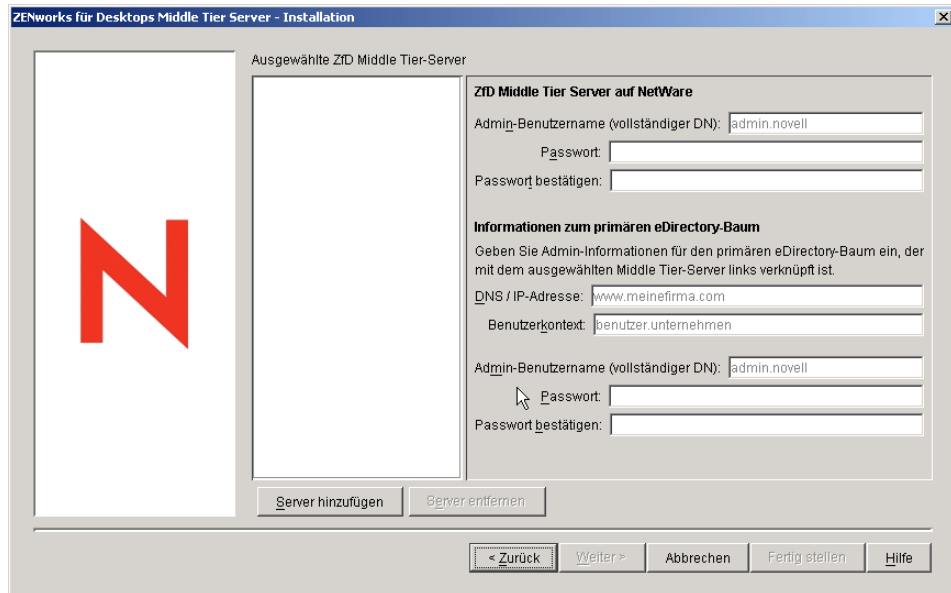 ZENworks für Desktops Middle Tier Server - Installation
Ausgewählte ZfD Middle Tier-Server
ZfD Middle Tier Server auf NetWare
Admin-Benutzername (vollständiger DN): admin.novell
Passwort:
Passwort bestätigen:
Informationen zum primären eDirectory-Baum
Geben Sie Admin-Informationen für den primären eDirectory-Baum ein, der
mit dem ausgewählten Middle Tier-Server links verknüpft ist.
DNS / IP-Adresse: www.meinefirma.com
Benutzerkontext: benutzer.unternehmen
Admin-Benutzername (vollständiger DN): admin.novell
Passwort:
Passwort bestätigen:
Server hinzufügen Server entfernen
< Zurück Weiter > Abbrechen Fertig stellen Hilfe